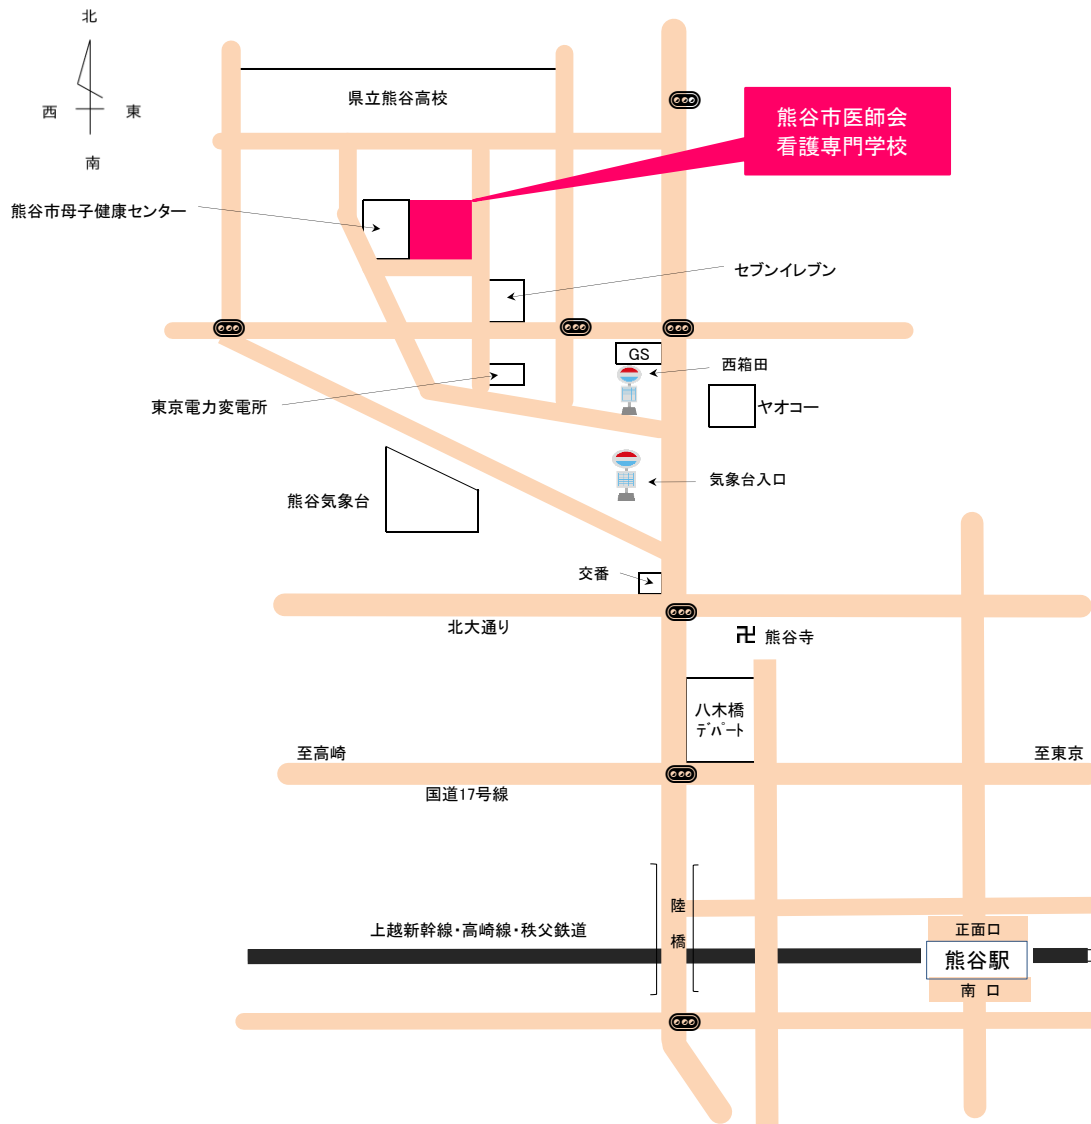 北
西
東
南
県立熊谷高校
熊谷市医師会
看護専門学校
熊谷市母子健康センター
セブンイレブン
GS
西箱田
東京電力変電所
ヤオコー
気象台入口
熊谷気象台
交番
北大通り
卍 熊谷寺
八木橋
ﾃﾞﾊﾟｰﾄ
至高崎
至東京
国道17号線
陸
橋
上越新幹線・高崎線・秩父鉄道
正面口
熊谷駅
南 口